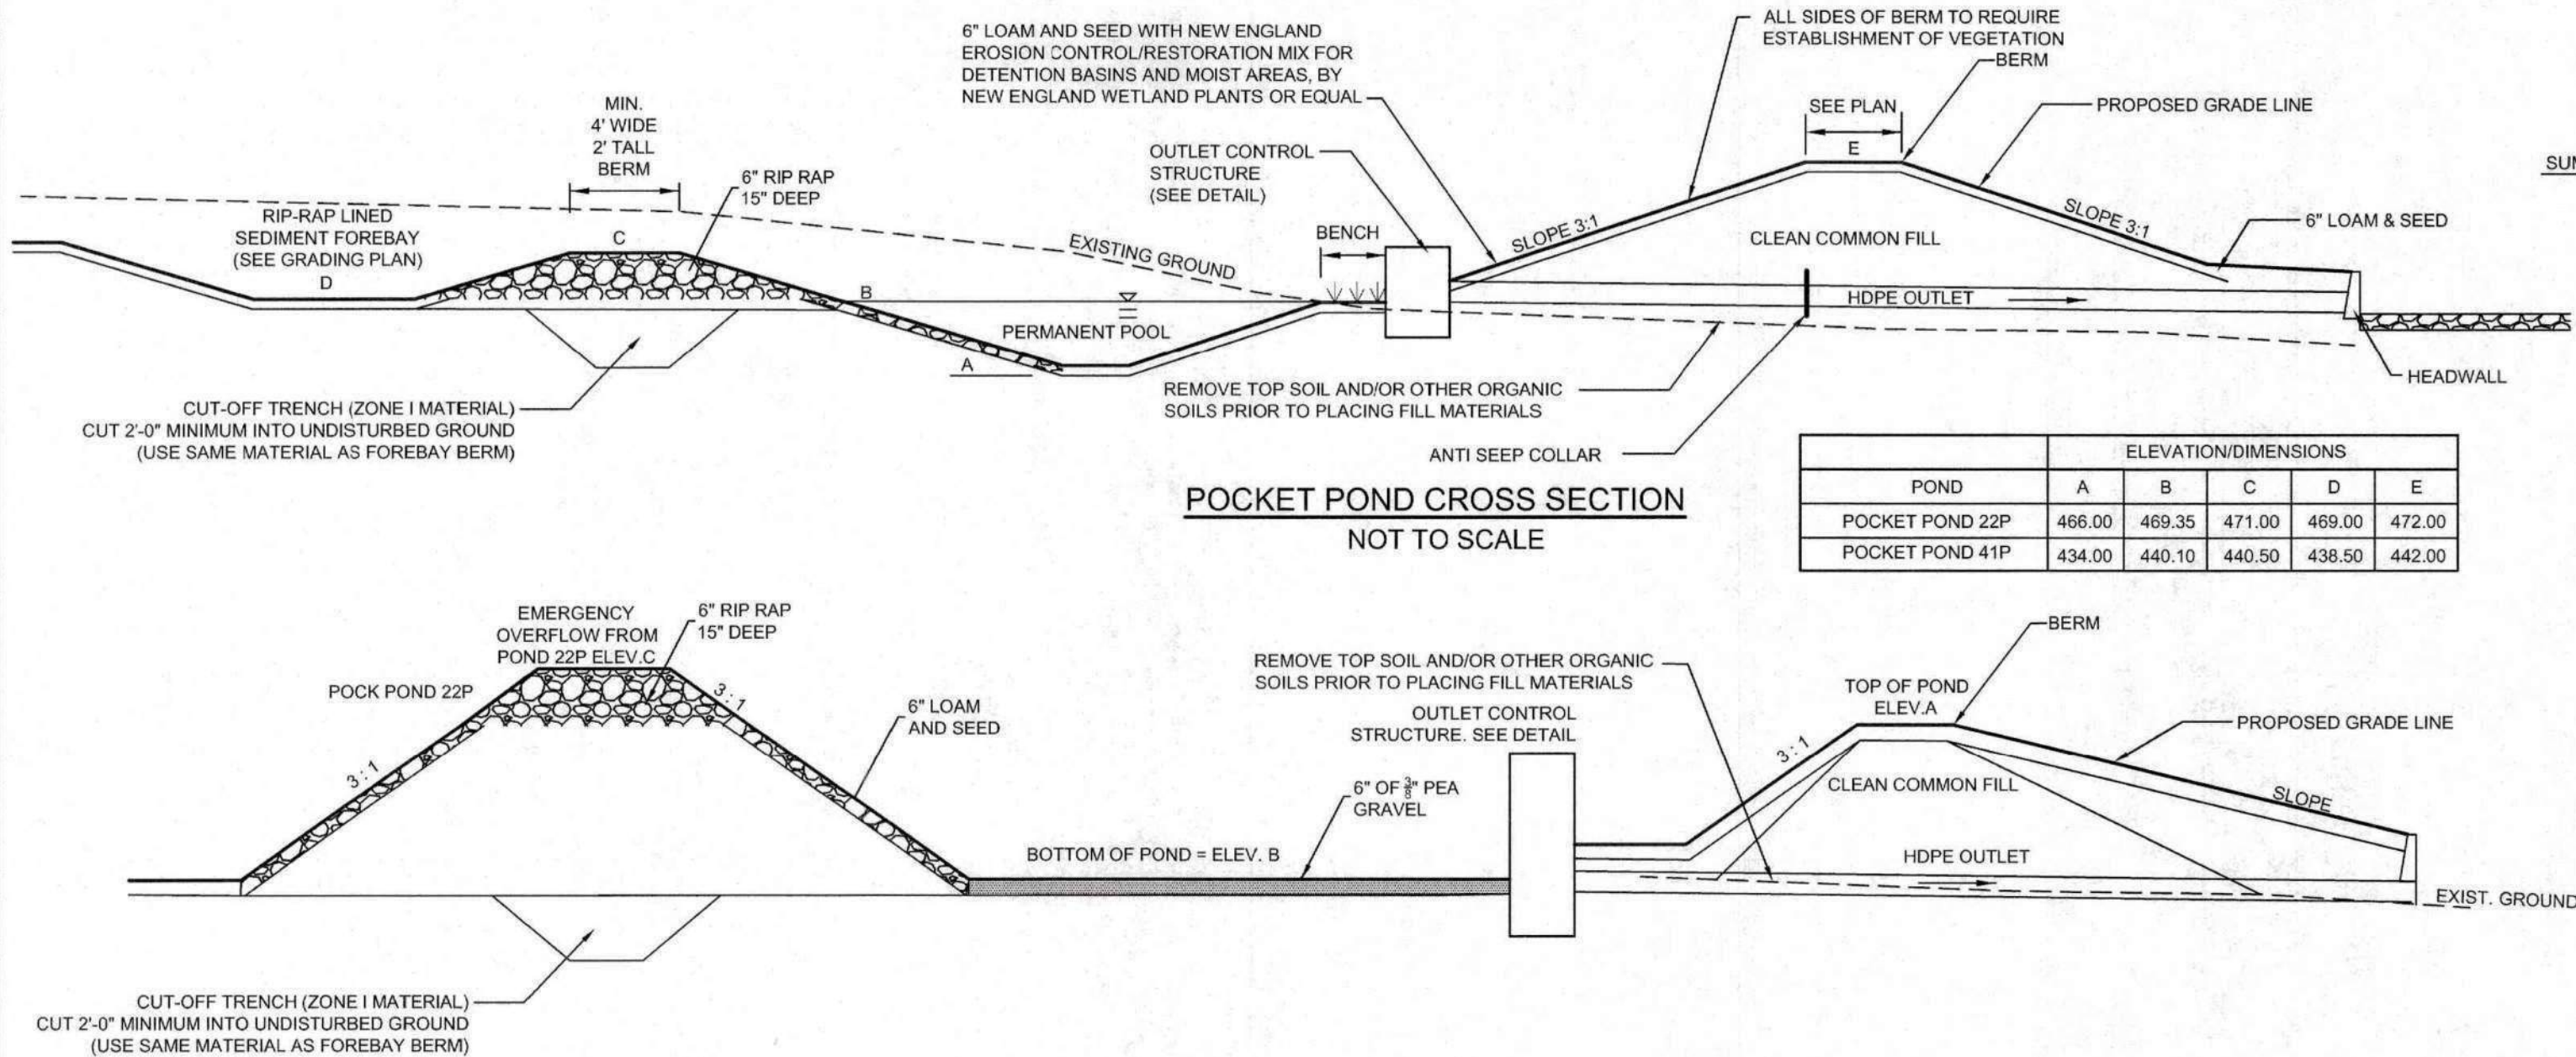 6" LOAM AND SEED WITH NEW ENGLAND
EROSION CONTROL/RESTORATION MIX FOR
DETENTION BASINS AND MOIST AREAS, BY
NEW ENGLAND WETLAND PLANTS OR EQUAL
ALL SIDES OF BERM TO REQUIRE
ESTABLISHMENT OF VEGETATION
BERM
SEE PLAN
PROPOSED GRADE LINE
E
MIN.
4' WIDE
2' TALL
BERM
6" RIP RAP
15" DEEP
OUTLET CONTROL
STRUCTURE
(SEE DETAIL)
RIP-RAP LINED
SEDIMENT FOREBAY
(SEE GRADING PLAN)
D
C
EXISTING GROUND
BENCH
SLOPE 3:1
CLEAN COMMON FILL
SLOPE 3:1
6" LOAM & SEED
B
PERMANENT POOL
A
HDPE OUTLET
HEADWALL
CUT-OFF TRENCH (ZONE I MATERIAL)
CUT 2'-0" MINIMUM INTO UNDISTURBED GROUND
(USE SAME MATERIAL AS FOREBAY BERM)
REMOVE TOP SOIL AND/OR OTHER ORGANIC
SOILS PRIOR TO PLACING FILL MATERIALS
ANTI SEEP COLLAR
POCKET POND CROSS SECTION
NOT TO SCALE
ELEVATION/DIMENSIONS
POND A B C D E
POCKET POND 22P 466.00 469.35 471.00 469.00 472.00
POCKET POND 41P 434.00 440.10 440.50 438.50 442.00
EMERGENCY
OVERFLOW FROM
POND 22P ELEV.C
6" RIP RAP
15" DEEP
POCK POND 22P
3:1
3:1
6" LOAM
AND SEED
REMOVE TOP SOIL AND/OR OTHER ORGANIC
SOILS PRIOR TO PLACING FILL MATERIALS
OUTLET CONTROL
STRUCTURE. SEE DETAIL
6" OF 3/8" PEA
GRAVEL
BOTTOM OF POND = ELEV. B
BERM
TOP OF POND
ELEV.A
PROPOSED GRADE LINE
3:1
CLEAN COMMON FILL
SLOPE
HDPE OUTLET
EXIST. GROUND
CUT-OFF TRENCH (ZONE I MATERIAL)
CUT 2'-0" MINIMUM INTO UNDISTURBED GROUND
(USE SAME MATERIAL AS FOREBAY BERM)